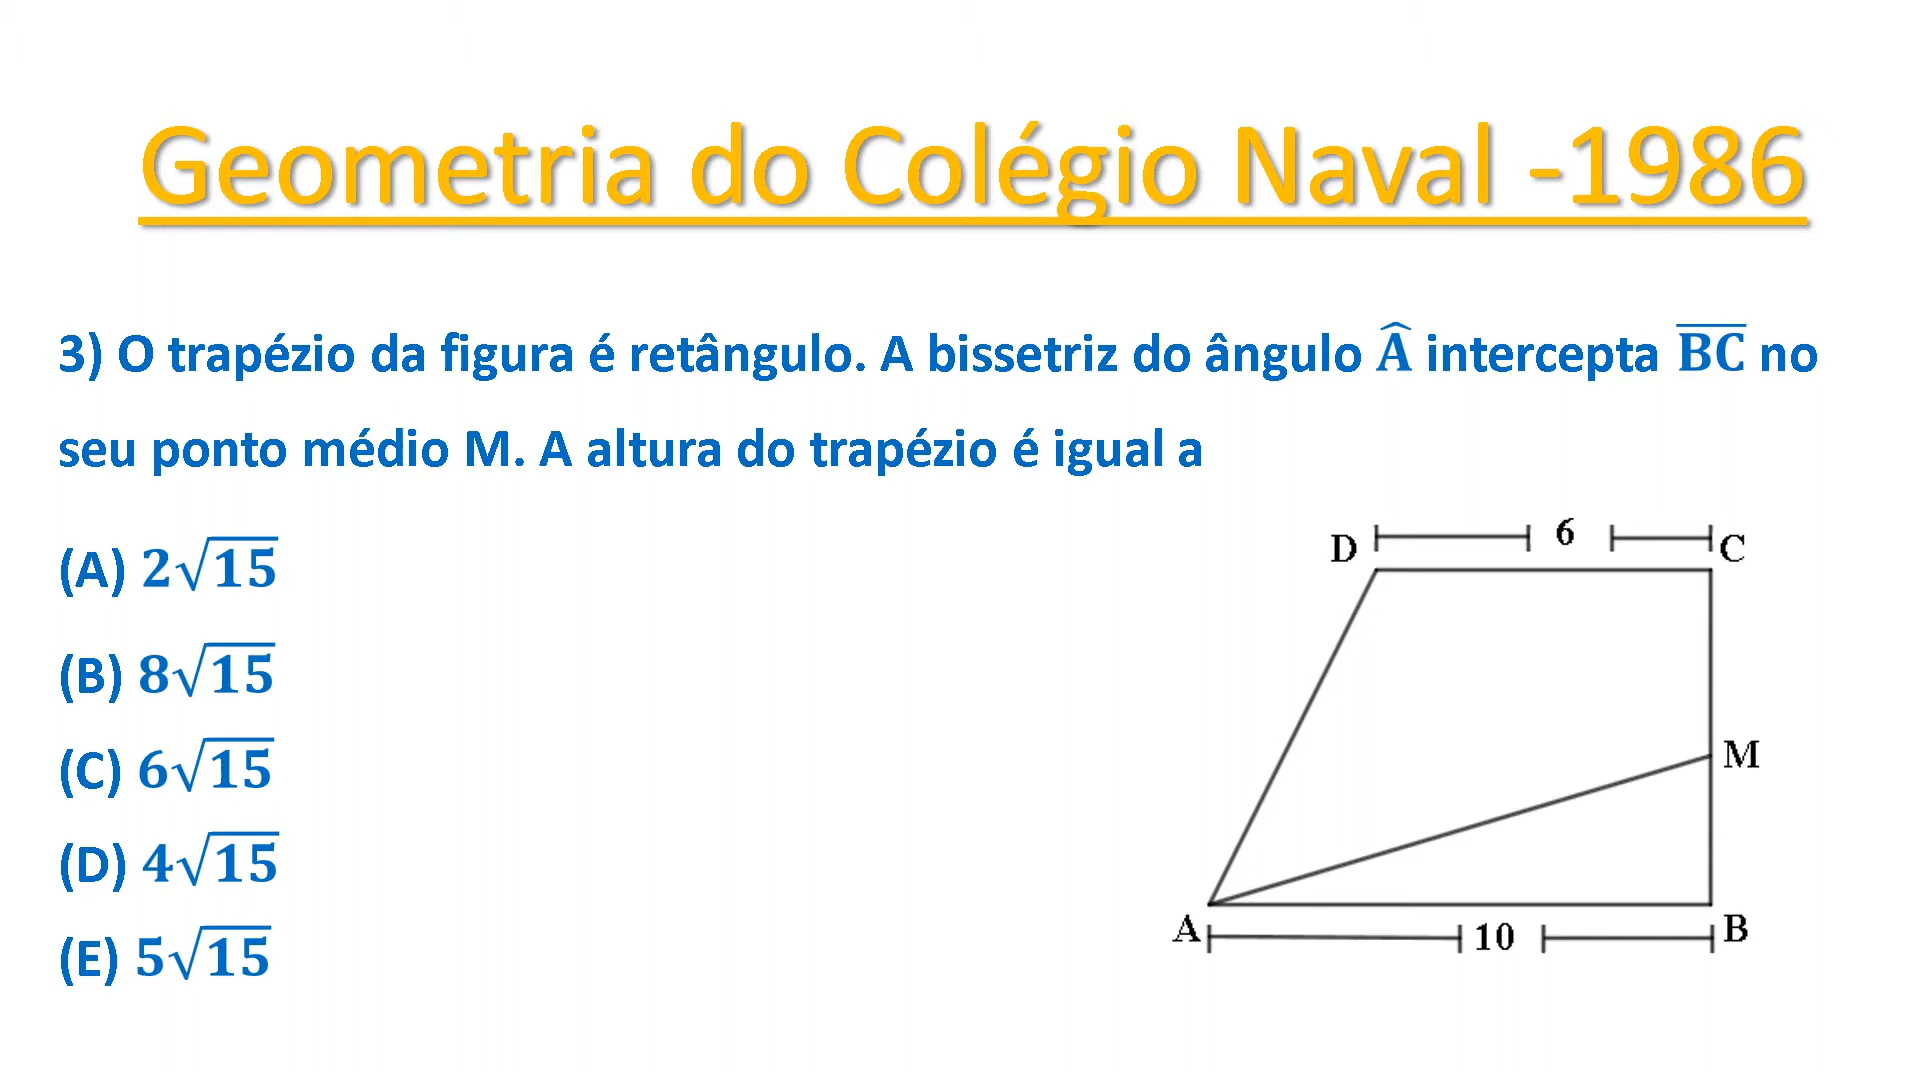 Geometria do Colégio Naval -1986
3) O trapézio da figura é retângulo. A bissetriz do ângulo Â intercepta B̅C̅ no
seu ponto médio M. A altura do trapézio é igual a
(A) 2√15
(B) 8√15
(C) 6√15
(D) 4√15
(E) 5√15
D 6 C
M
A 10 B